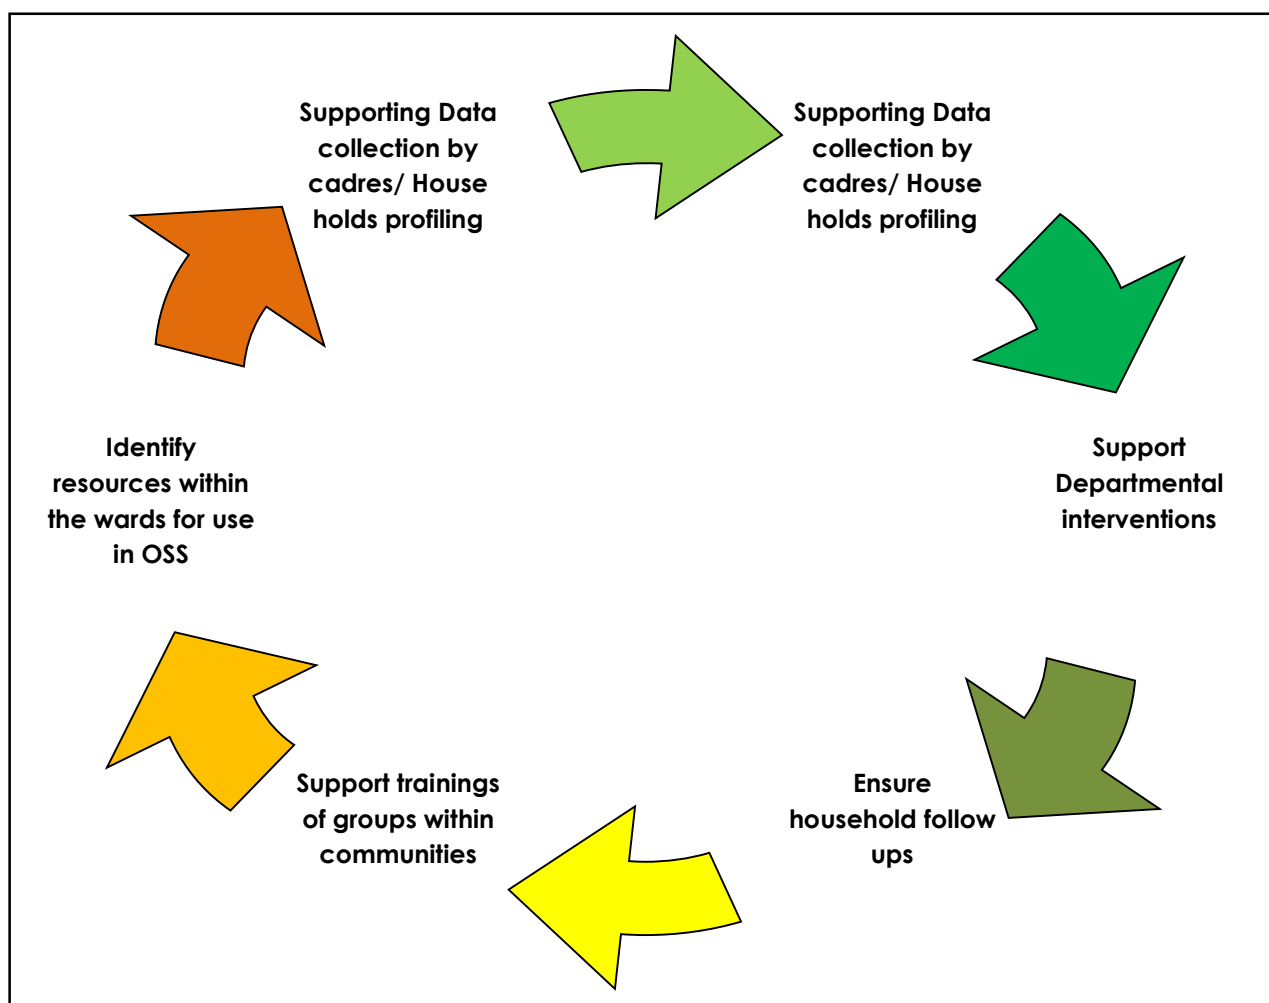 Supporting Data
collection by
cadres/ House
holds profiling
Supporting Data
collection by
cadres/ House
holds profiling
Support
Departmental
interventions
Ensure
household follow
ups
Support trainings
of groups within
communities
Identify
resources within
the wards for use
in OSS